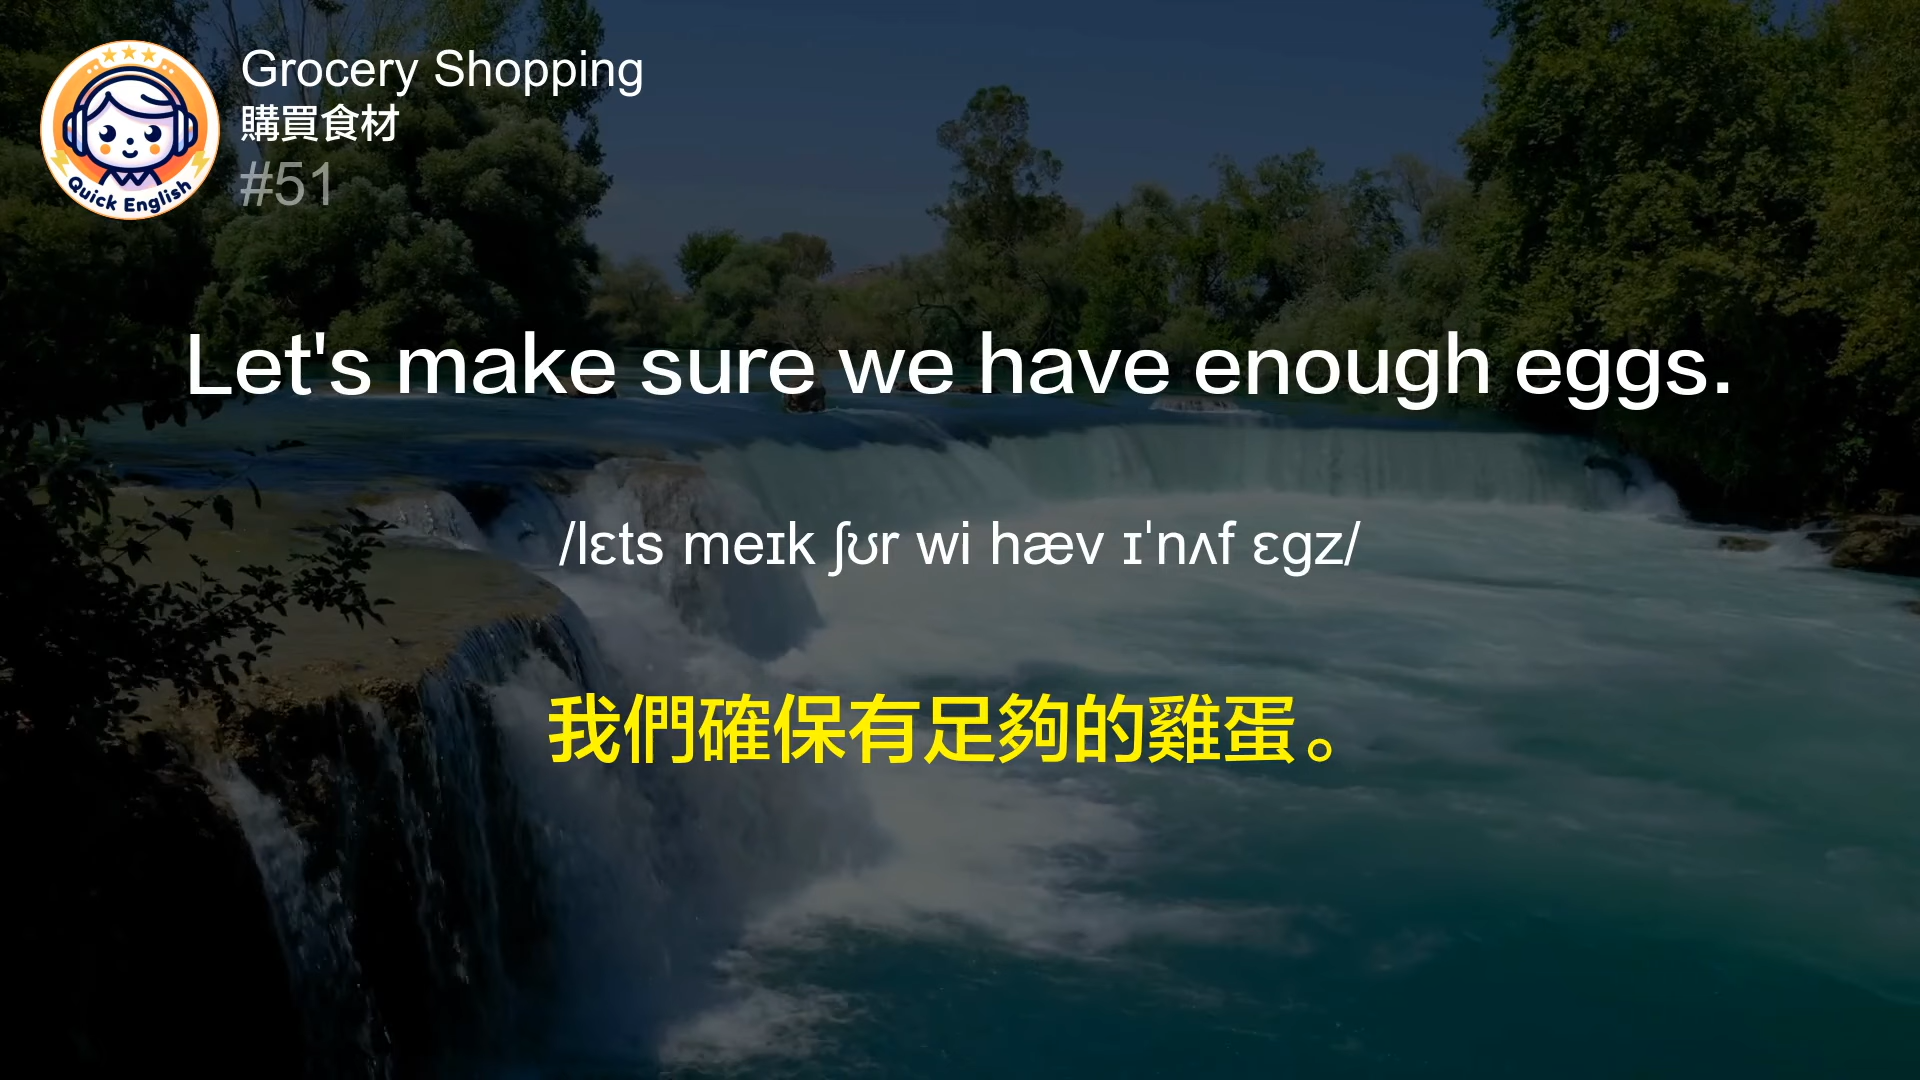 Grocery Shopping
購買食材
#51
Quick English
Let's make sure we have enough eggs.
/lɛts meɪk ʃʊr wi hæv ɪˈnʌf ɛgz/
我們確保有足夠的雞蛋。